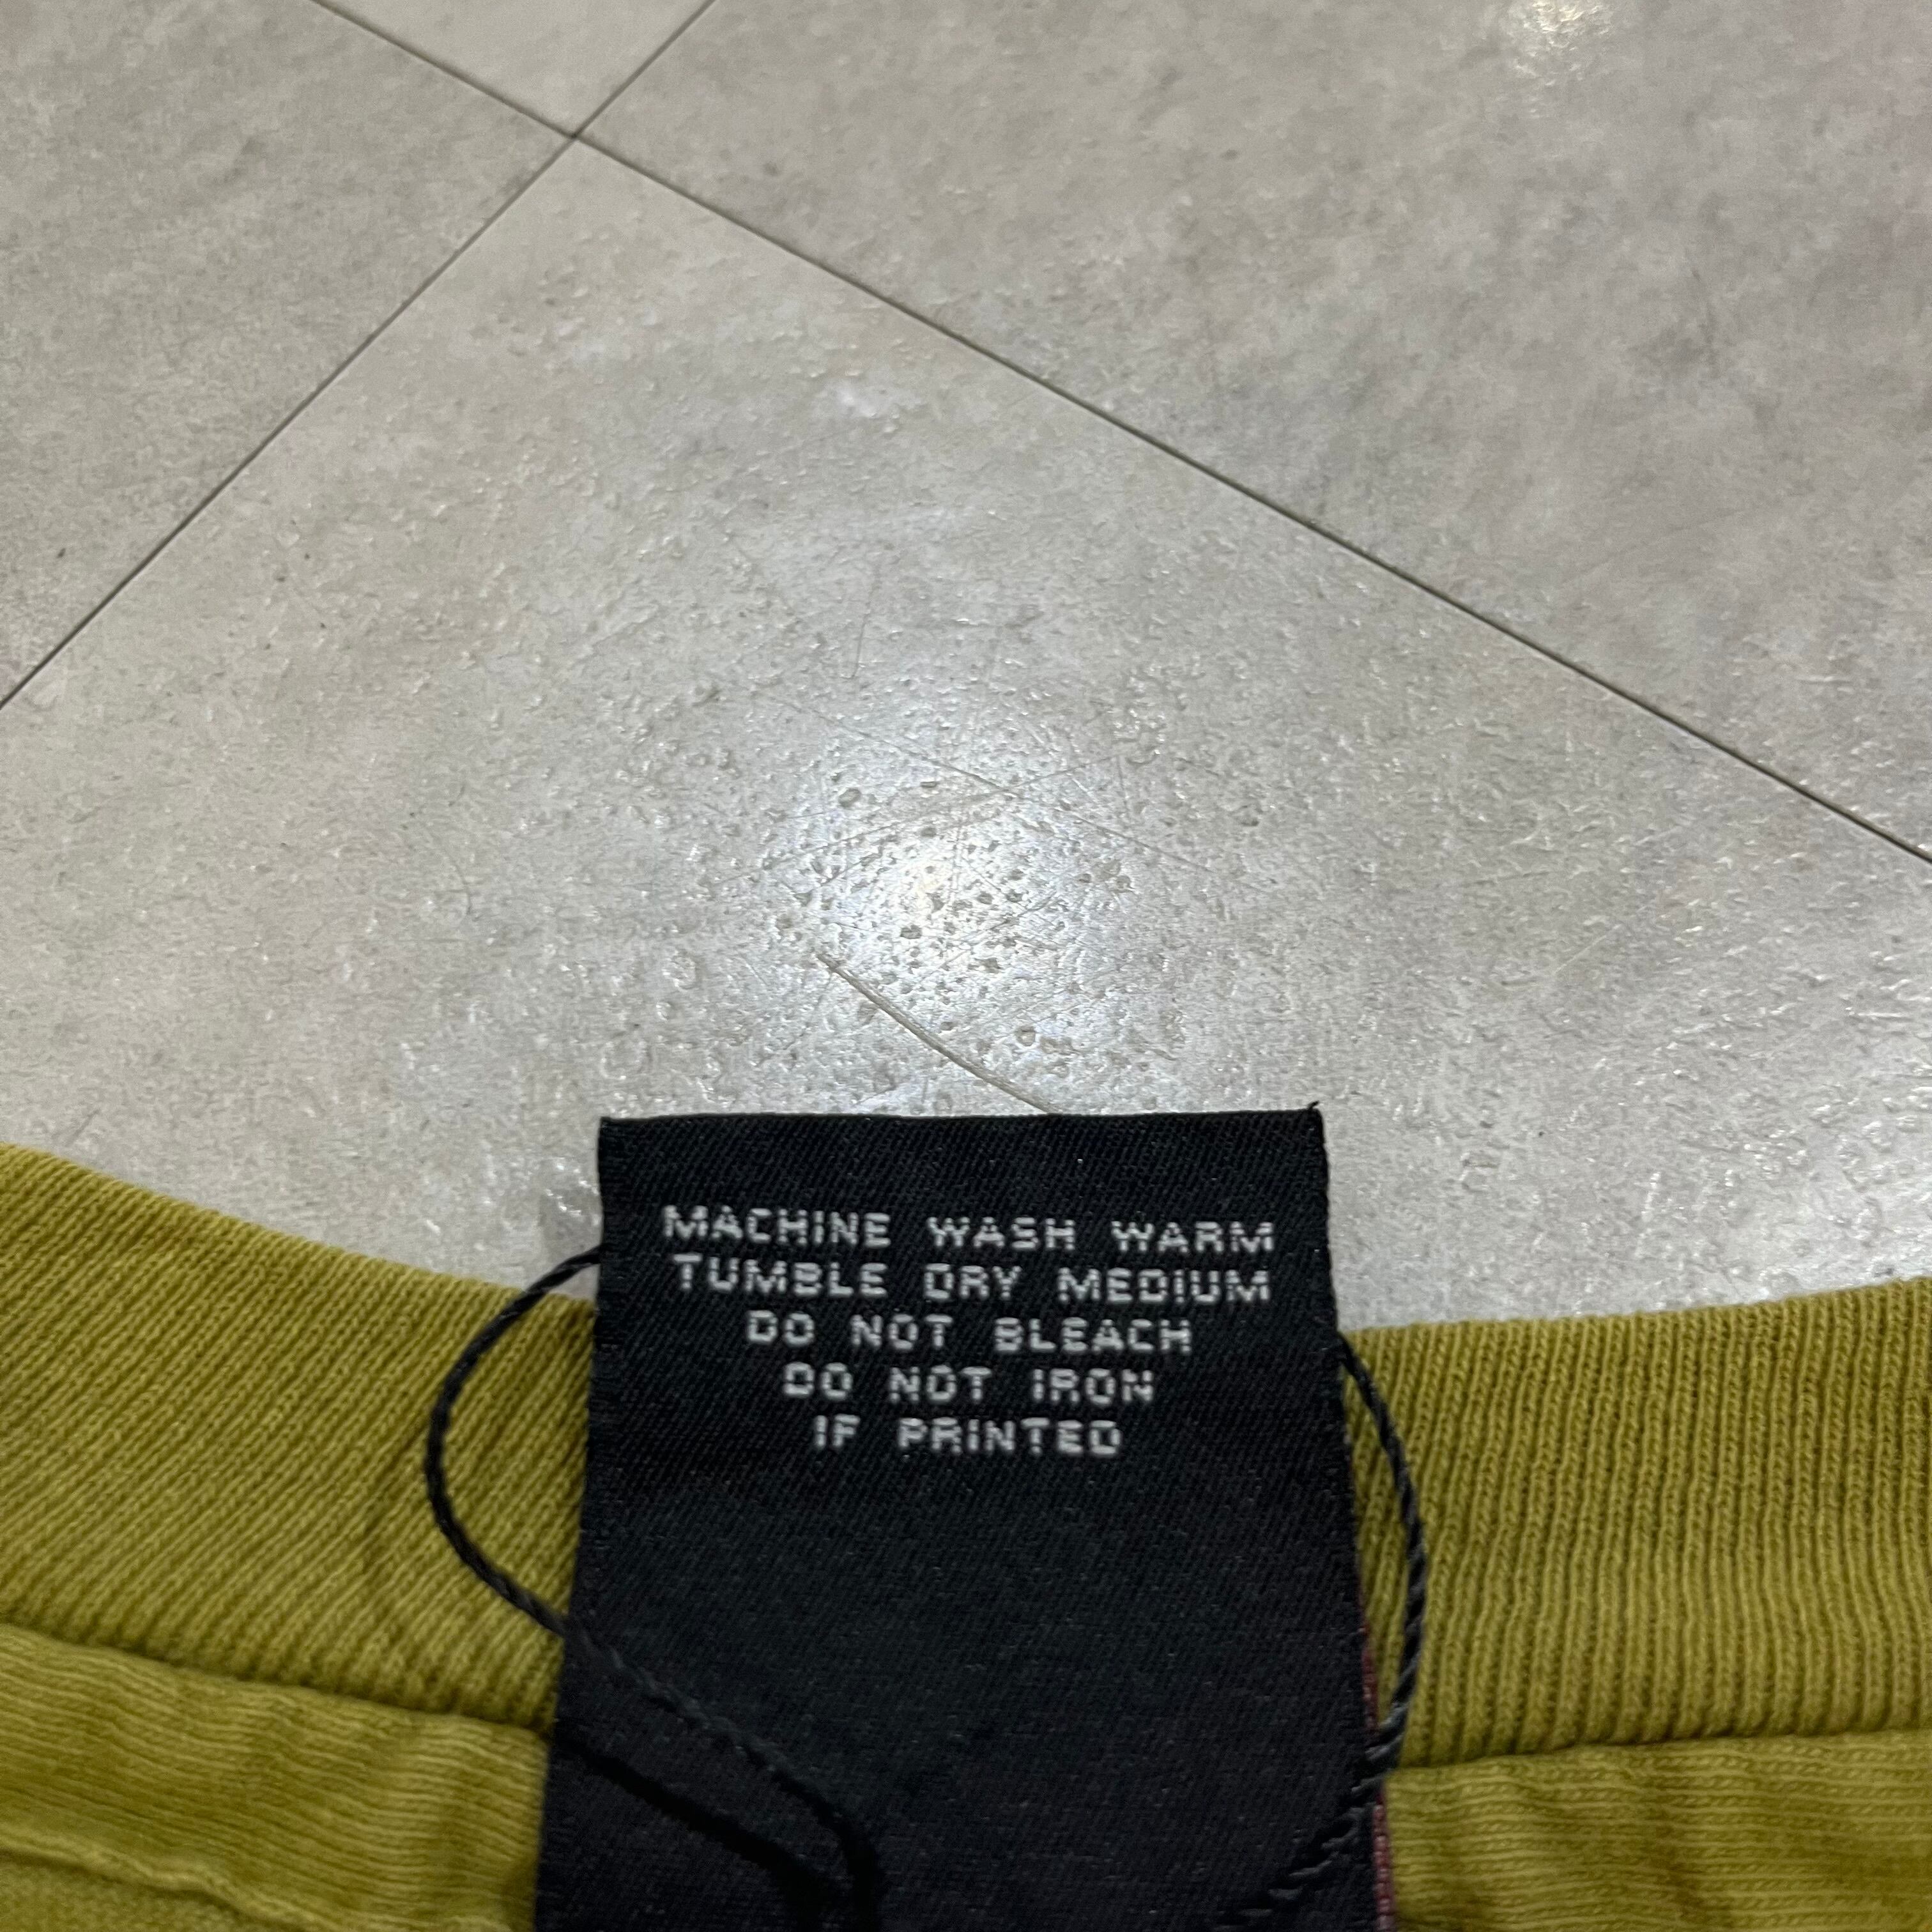 MACHINE WASH WARM
TUMBLE DRY MEDIUM
DO NOT BLEACH
DO NOT IRON
IF PRINTED